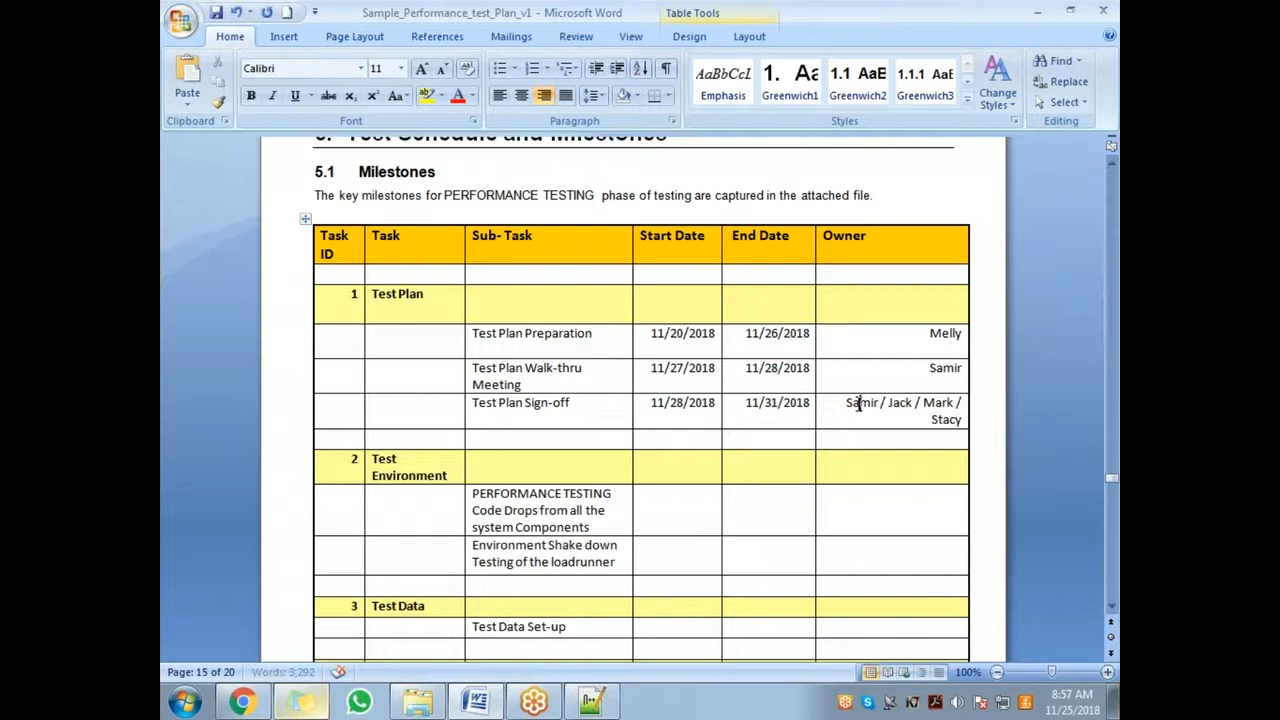 Sample_Performance_test_Plan_v1 - Microsoft Word
Table Tools
Home Insert Page Layout References Mailings Review View Design Layout
Paste
Clipboard
Calibri 11
Font
Paragraph
AaBbCcL 1. Aa 1.1 AaB 1.1.1 AaB
Emphasis Greenwich1 Greenwich2 Greenwich3
Change Styles
Styles
Find
Replace
Select
Editing
Test Schedule and Milestones
5.1 Milestones
The key milestones for PERFORMANCE TESTING phase of testing are captured in the attached file.
Task ID Task Sub- Task Start Date End Date Owner
1 Test Plan
Test Plan Preparation 11/20/2018 11/26/2018 Melly
Test Plan Walk-thru 11/27/2018 11/28/2018 Samir
Meeting
Test Plan Sign-off 11/28/2018 11/31/2018 Samir / Jack / Mark /
Stacy
2 Test
Environment
PERFORMANCE TESTING
Code Drops from all the
system Components
Environment Shake down
Testing of the loadrunner
3 Test Data
Test Data Set-up
Page: 15 of 20 Words: 3,292 100%
8:57 AM
11/25/2018